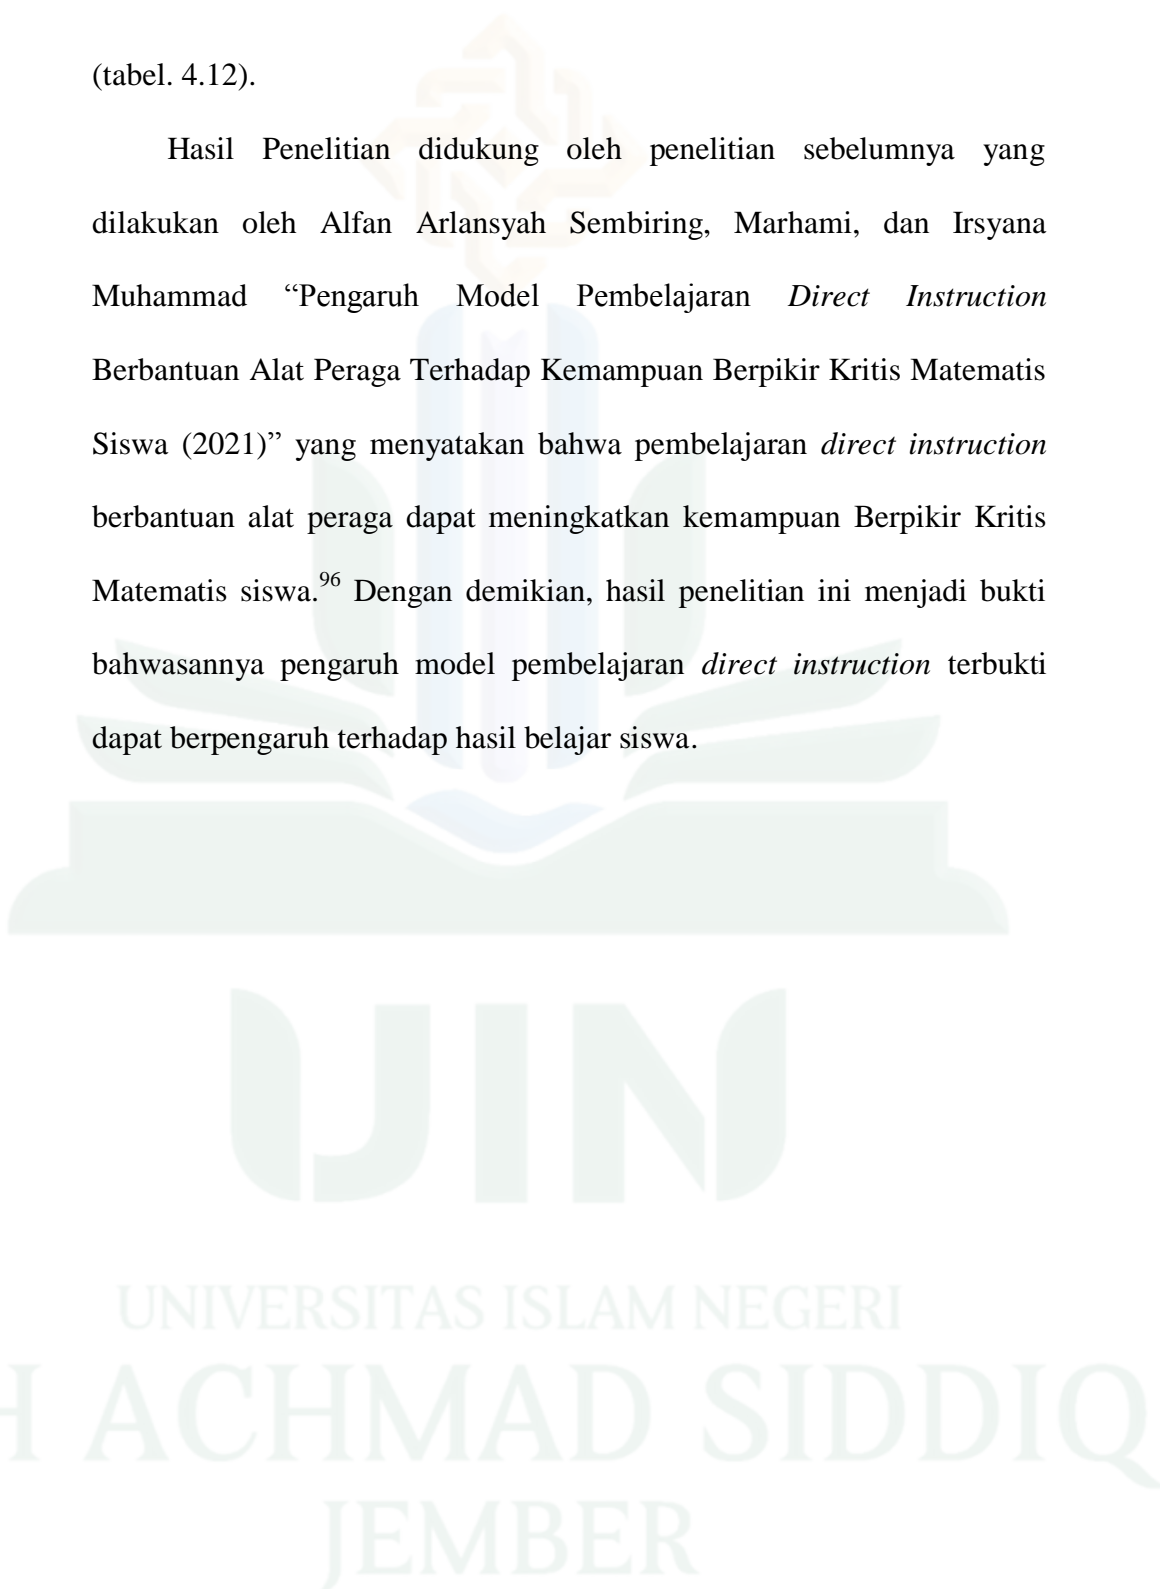 (tabel. 4.12).
Hasil Penelitian didukung oleh penelitian sebelumnya yang
dilakukan oleh Alfan Arlansyah Sembiring, Marhami, dan Irsyana
Muhammad “Pengaruh Model Pembelajaran Direct Instruction
Berbantuan Alat Peraga Terhadap Kemampuan Berpikir Kritis Matematis
Siswa (2021)” yang menyatakan bahwa pembelajaran direct instruction
berbantuan alat peraga dapat meningkatkan kemampuan Berpikir Kritis
Matematis siswa.96 Dengan demikian, hasil penelitian ini menjadi bukti
bahwasannya pengaruh model pembelajaran direct instruction terbukti
dapat berpengaruh terhadap hasil belajar siswa.
UIN
UNIVERSITAS ISLAM NEGERI
H ACHMAD SIDDIQ
JEMBER